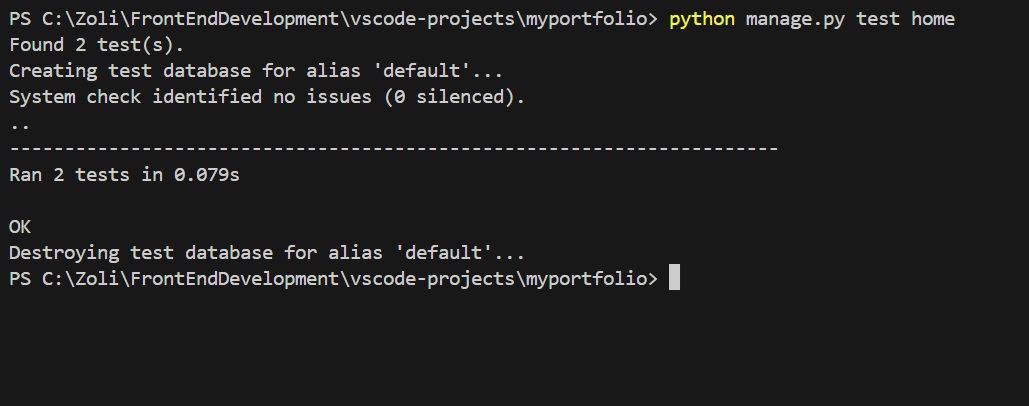 PS C:\Zoli\FrontEndDevelopment\vscode-projects\myportfolio> python manage.py test home
Found 2 test(s).
Creating test database for alias 'default'...
System check identified no issues (0 silenced).
..
----------------------------------------------------------------------
Ran 2 tests in 0.079s

OK
Destroying test database for alias 'default'...
PS C:\Zoli\FrontEndDevelopment\vscode-projects\myportfolio>